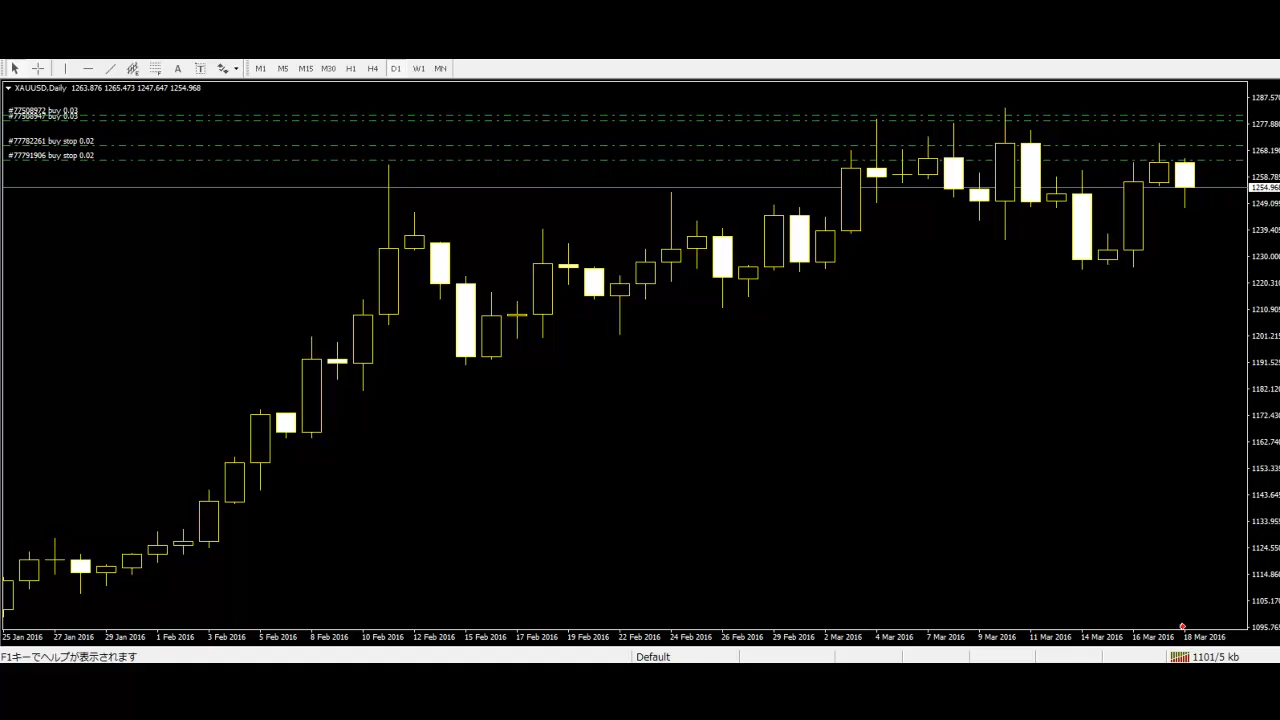 A T M1 M5 M15 M30 H1 H4 D1 W1 MN
XAUUSD,Daily 1263.876 1265.473 1247.647 1254.968
#77508972 buy 0.03
#77508947 buy 0.03
#77782261 buy stop 0.02
#77791906 buy stop 0.02
1287.570
1277.880
1268.190
1258.785
1254.968
1249.095
1239.405
1230.000
1220.310
1210.905
1201.215
1191.525
1182.120
1172.430
1162.740
1153.335
1143.645
1133.955
1124.550
1114.860
1105.170
1095.765
25 Jan 2016 27 Jan 2016 29 Jan 2016 1 Feb 2016 3 Feb 2016 5 Feb 2016 8 Feb 2016 10 Feb 2016 12 Feb 2016 15 Feb 2016 17 Feb 2016 19 Feb 2016 22 Feb 2016 24 Feb 2016 26 Feb 2016 29 Feb 2016 2 Mar 2016 4 Mar 2016 7 Mar 2016 9 Mar 2016 11 Mar 2016 14 Mar 2016 16 Mar 2016 18 Mar 2016
F1キーでヘルプが表示されます Default 1101/5 kb